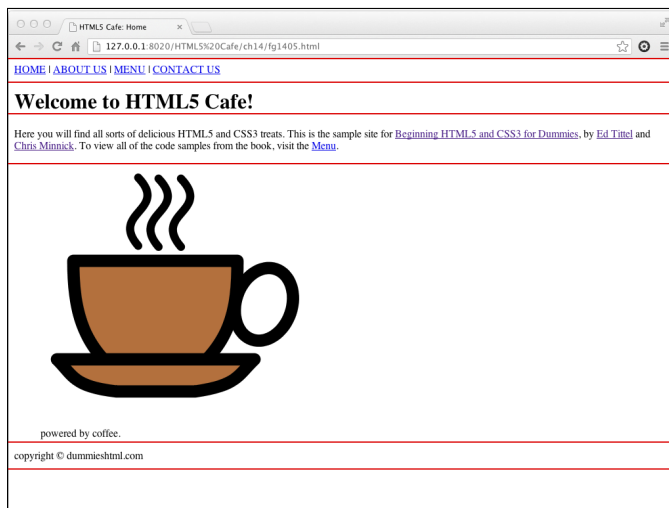 HTML5 Cafe: Home
127.0.0.1:8020/HTML5%20Cafe/ch14/fg1405.html
HOME | ABOUT US | MENU | CONTACT US
Welcome to HTML5 Cafe!
Here you will find all sorts of delicious HTML5 and CSS3 treats. This is the sample site for Beginning HTML5 and CSS3 for Dummies, by Ed Tittel and
Chris Minnick. To view all of the code samples from the book, visit the Menu.
powered by coffee.
copyright © dummieshtml.com